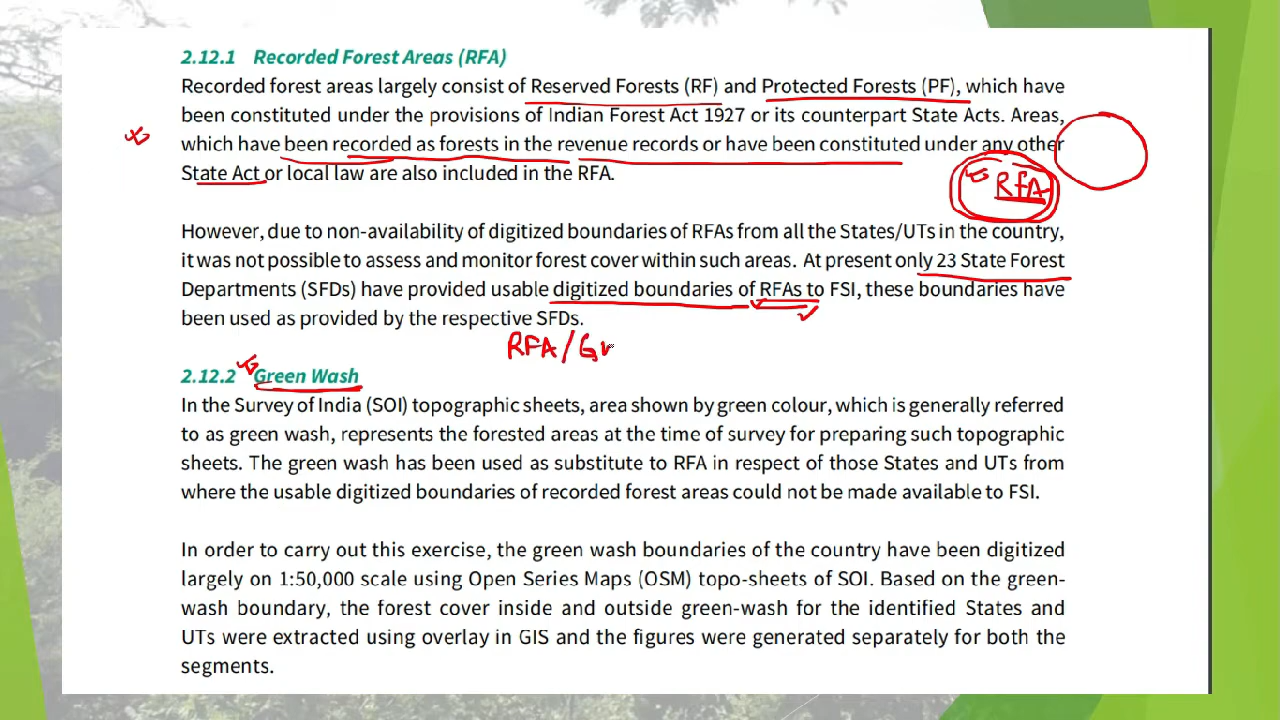 2.12.1 Recorded Forest Areas (RFA)
Recorded forest areas largely consist of Reserved Forests (RF) and Protected Forests (PF), which have
been constituted under the provisions of Indian Forest Act 1927 or its counterpart State Acts. Areas,
which have been recorded as forests in the revenue records or have been constituted under any other
State Act or local law are also included in the RFA.
RFA
However, due to non-availability of digitized boundaries of RFAs from all the States/UTs in the country,
it was not possible to assess and monitor forest cover within such areas. At present only 23 State Forest
Departments (SFDs) have provided usable digitized boundaries of RFAs to FSI, these boundaries have
been used as provided by the respective SFDs.
RFA/Gr
2.12.2 Green Wash
In the Survey of India (SOI) topographic sheets, area shown by green colour, which is generally referred
to as green wash, represents the forested areas at the time of survey for preparing such topographic
sheets. The green wash has been used as substitute to RFA in respect of those States and UTs from
where the usable digitized boundaries of recorded forest areas could not be made available to FSI.
In order to carry out this exercise, the green wash boundaries of the country have been digitized
largely on 1:50,000 scale using Open Series Maps (OSM) topo-sheets of SOI. Based on the green-
wash boundary, the forest cover inside and outside green-wash for the identified States and
UTs were extracted using overlay in GIS and the figures were generated separately for both the
segments.